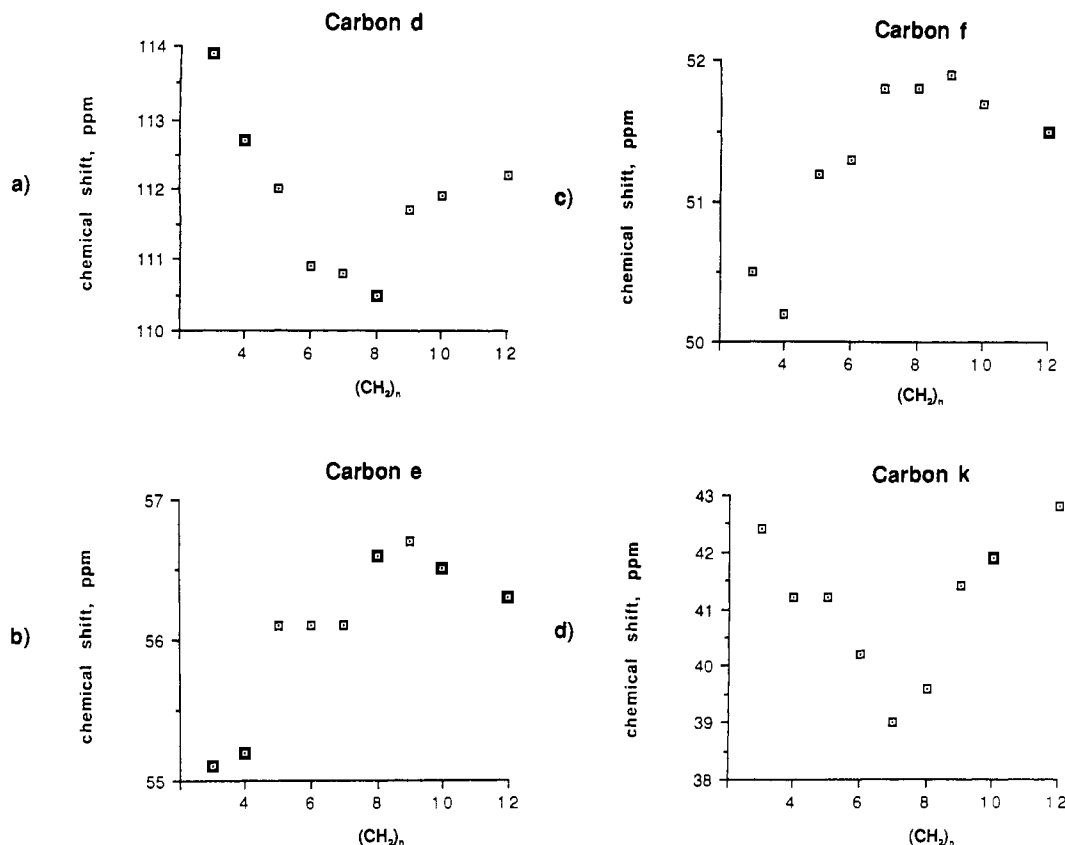 Carbon d
114
113
112
111
110
4 6 8 10 12
(CH₂)ₙ
chemical shift, ppm
a)
Carbon f
52
51
50
4 6 8 10 12
(CH₂)ₙ
chemical shift, ppm
c)
Carbon e
57
56
55
4 6 8 10 12
(CH₂)ₙ
chemical shift, ppm
b)
Carbon k
43
42
41
40
39
38
4 6 8 10 12
(CH₂)ₙ
chemical shift, ppm
d)